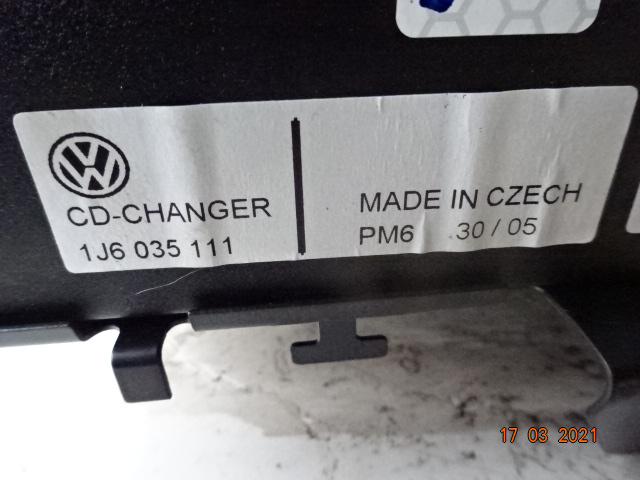 CD-CHANGER
1J6 035 111
MADE IN CZECH
PM6 30 / 05
17 03 2021